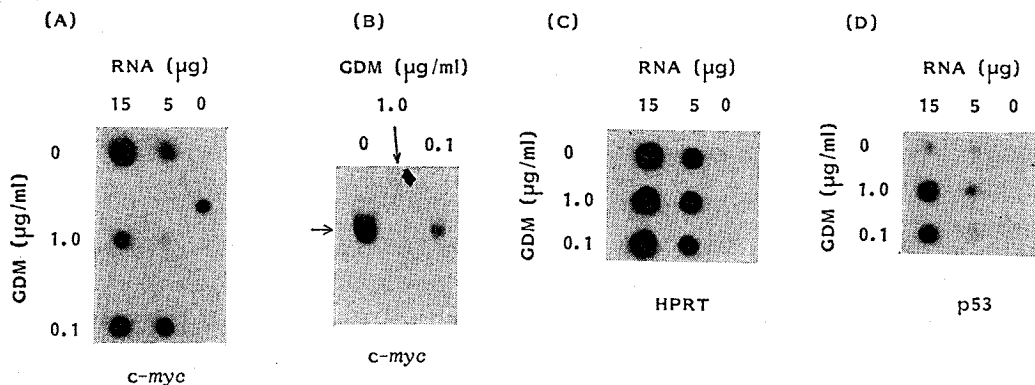 (A)
RNA (µg)
15 5 0
GDM (µg/ml)
0
1.0
0.1
c-myc
(B)
GDM (µg/ml)
1.0
0 0.1
c-myc
(C)
RNA (µg)
15 5 0
GDM (µg/ml)
0
1.0
0.1
HPRT
(D)
RNA (µg)
15 5 0
GDM (µg/ml)
0
1.0
0.1
p53